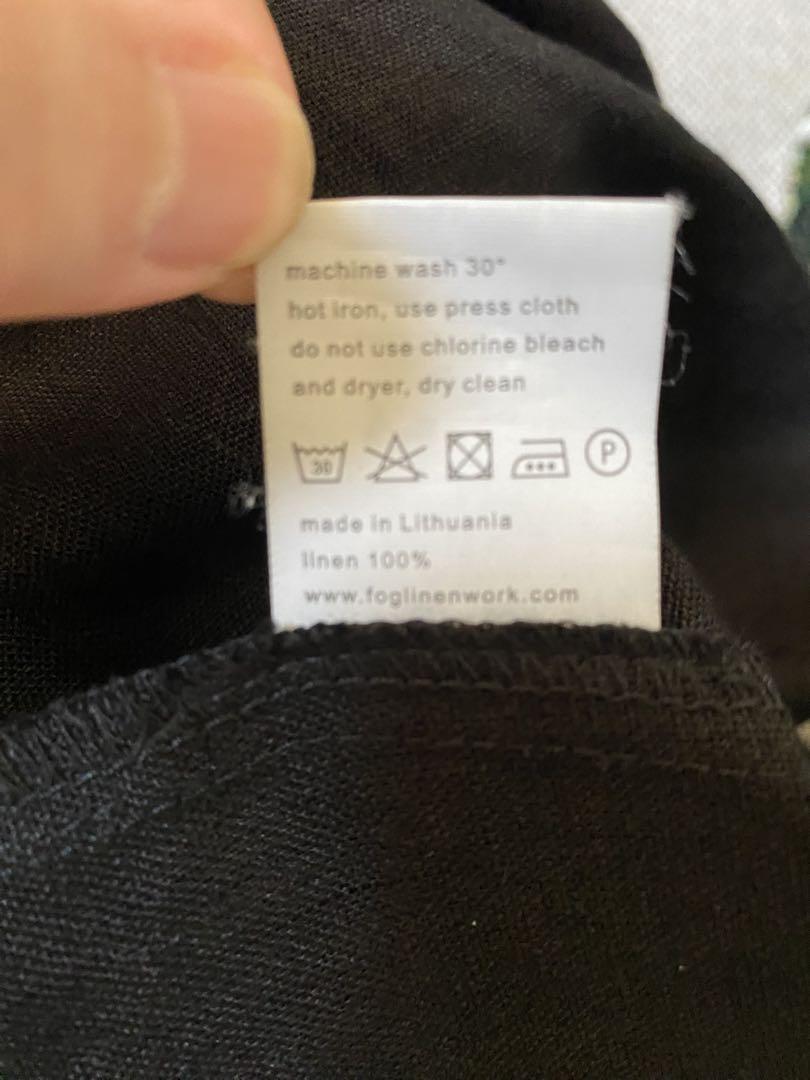 machine wash 30°
hot iron, use press cloth
do not use chlorine bleach
and dryer, dry clean
30 P
made in Lithuania
linen 100%
www.foglinenwork.com